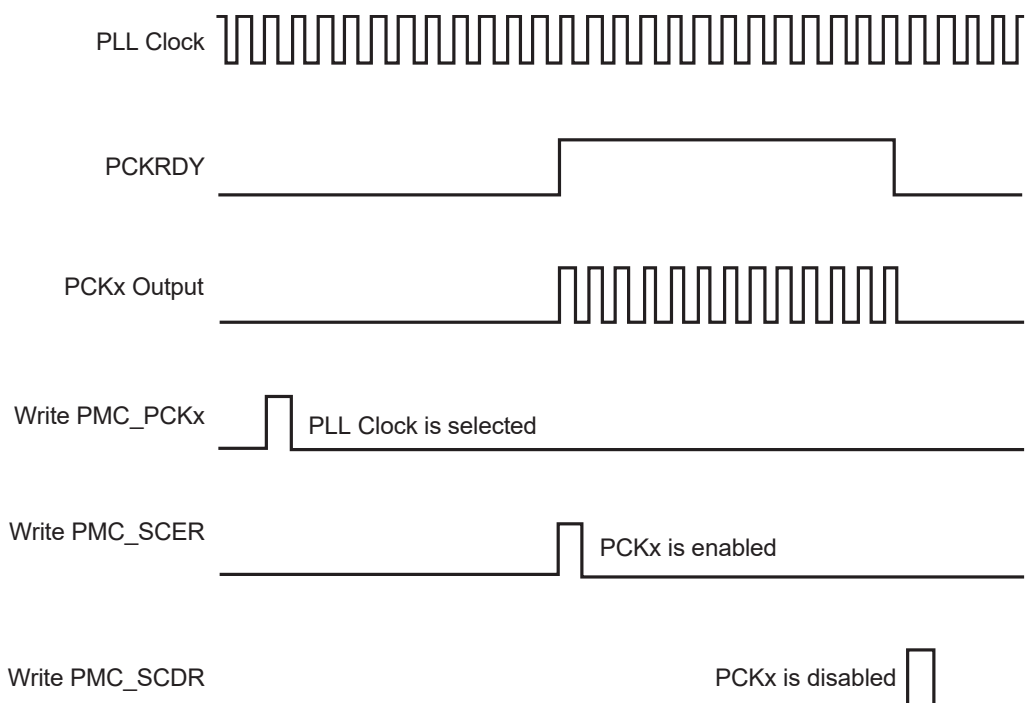 PLL Clock
PCKRDY
PCKx Output
Write PMC_PCKx
PLL Clock is selected
Write PMC_SCER
PCKx is enabled
Write PMC_SCDR
PCKx is disabled